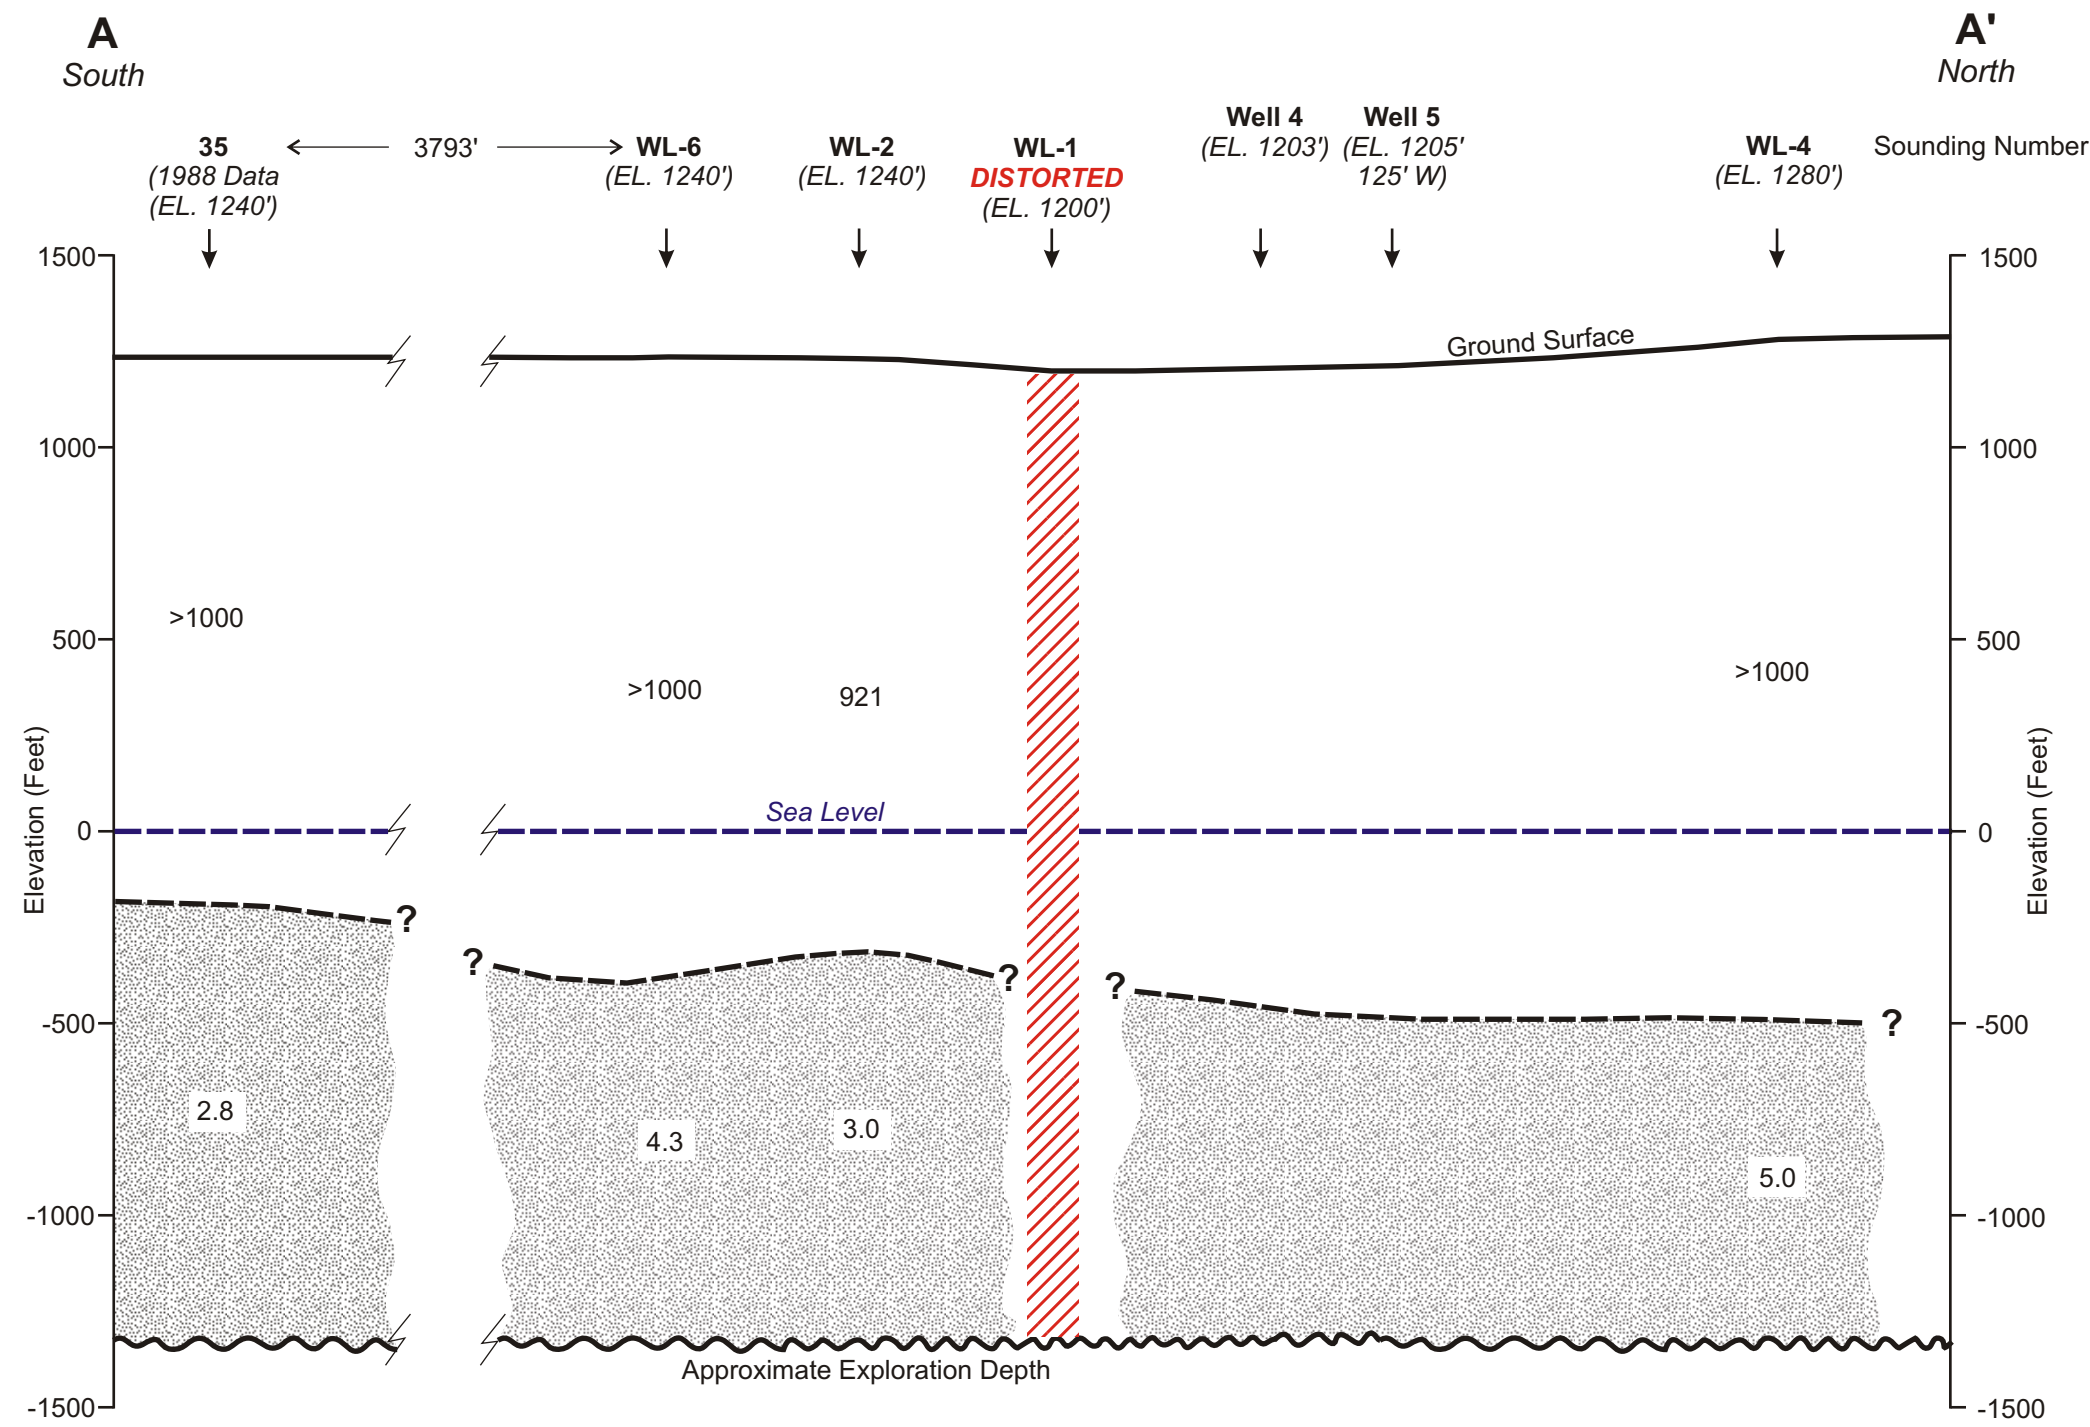 A
South
A'
North
35
(1988 Data
(EL. 1240')
3793'
WL-6
(EL. 1240')
WL-2
(EL. 1240')
WL-1
DISTORTED
(EL. 1200')
Well 4
(EL. 1203')
Well 5
(EL. 1205'
125' W)
WL-4
(EL. 1280')
Sounding Number
1500
1500
Ground Surface
1000
1000
>1000
500
500
>1000
921
>1000
Elevation (Feet)
Elevation (Feet)
Sea Level
0
0
?
?
?
?
?
-500
-500
2.8
4.3
3.0
5.0
-1000
-1000
Approximate Exploration Depth
-1500
-1500